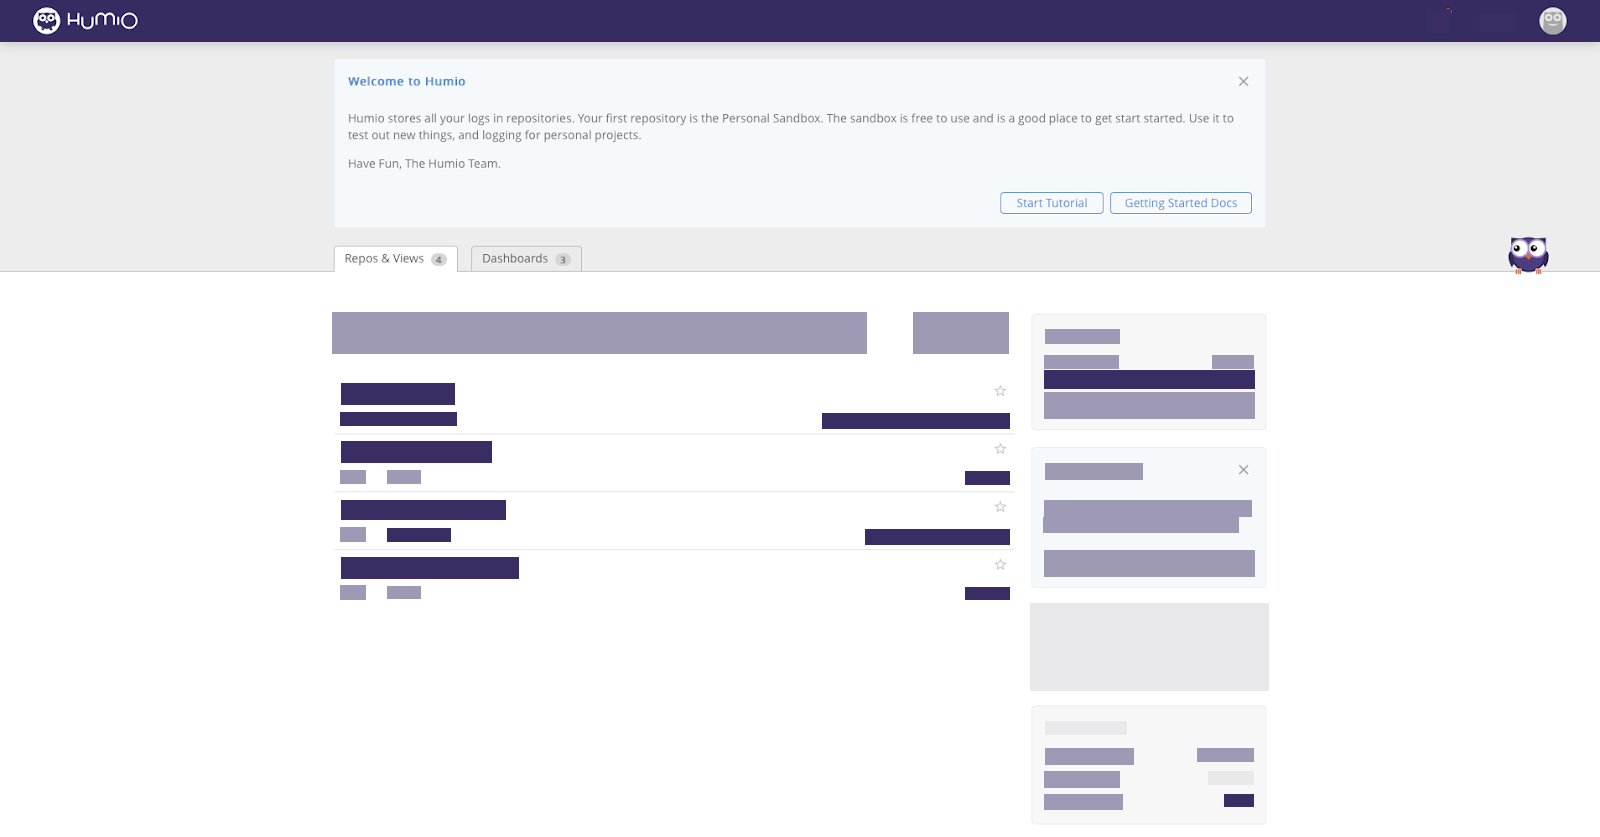 Humio
Welcome to Humio
Humio stores all your logs in repositories. Your first repository is the Personal Sandbox. The sandbox is free to use and is a good place to get start started. Use it to
test out new things, and logging for personal projects.
Have Fun, The Humio Team.
Start Tutorial Getting Started Docs
Repos & Views 4 Dashboards 3